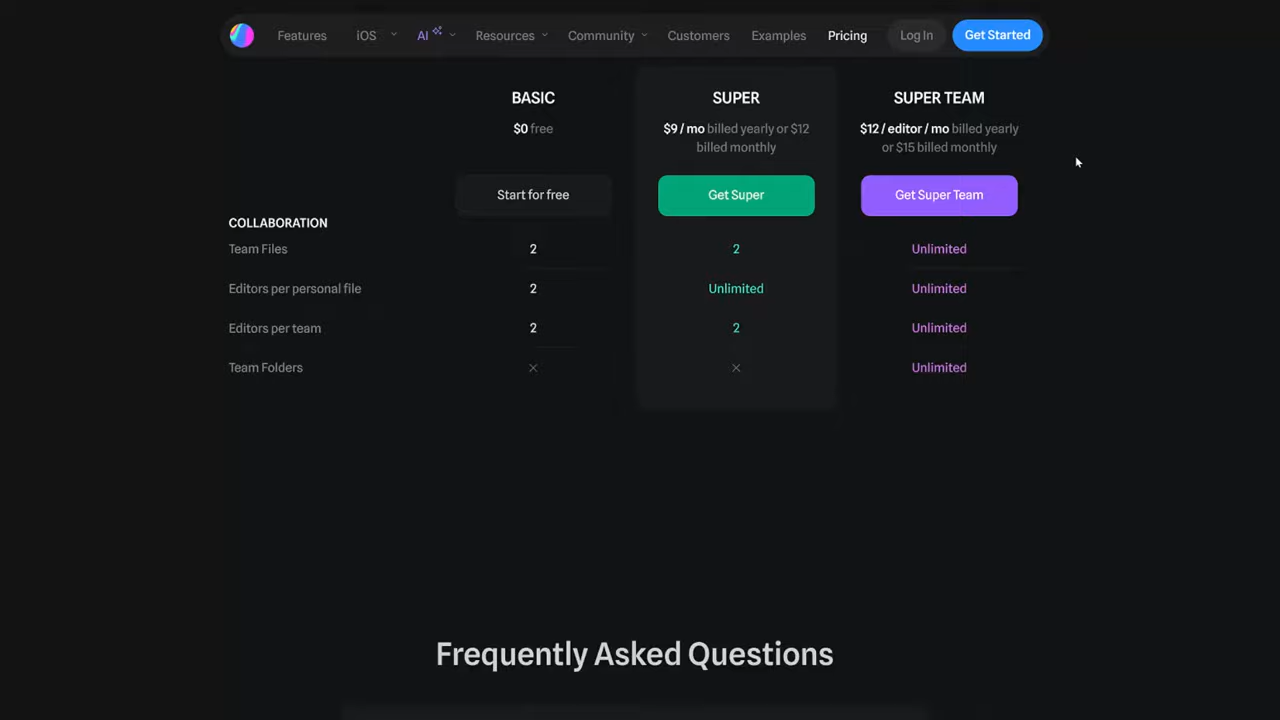 Features iOS AI Resources Community Customers Examples Pricing Log In Get Started
BASIC SUPER SUPER TEAM
$0 free $9 / mo billed yearly or $12 $12 / editor / mo billed yearly
billed monthly or $15 billed monthly
Start for free Get Super Get Super Team
COLLABORATION
Team Files 2 2 Unlimited
Editors per personal file 2 Unlimited Unlimited
Editors per team 2 2 Unlimited
Team Folders × × Unlimited
Frequently Asked Questions